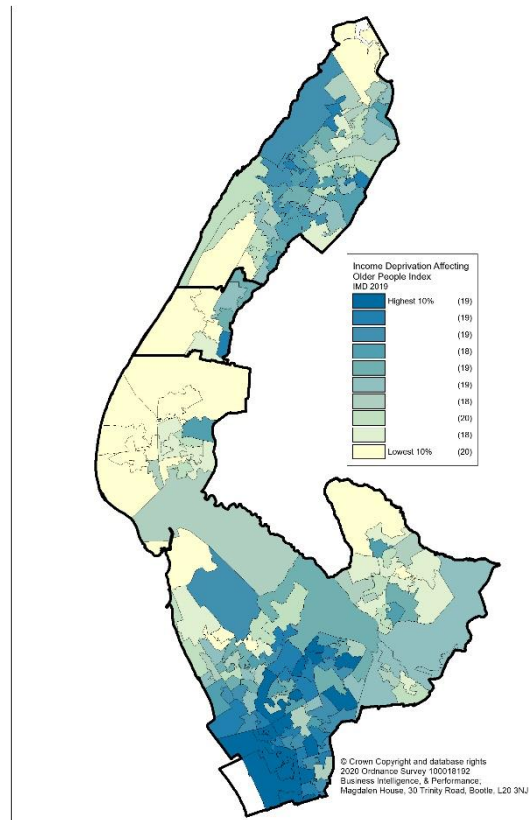 Income Deprivation Affecting
Older People Index
IMD 2019
Highest 10% (19)
(19)
(19)
(18)
(19)
(19)
(18)
(20)
(18)
Lowest 10% (20)
© Crown Copyright and database rights
2020 Ordnance Survey 100018192
Business Intelligence, & Performance;
Magdalen House, 30 Trinity Road, Bootle, L20 3NJ